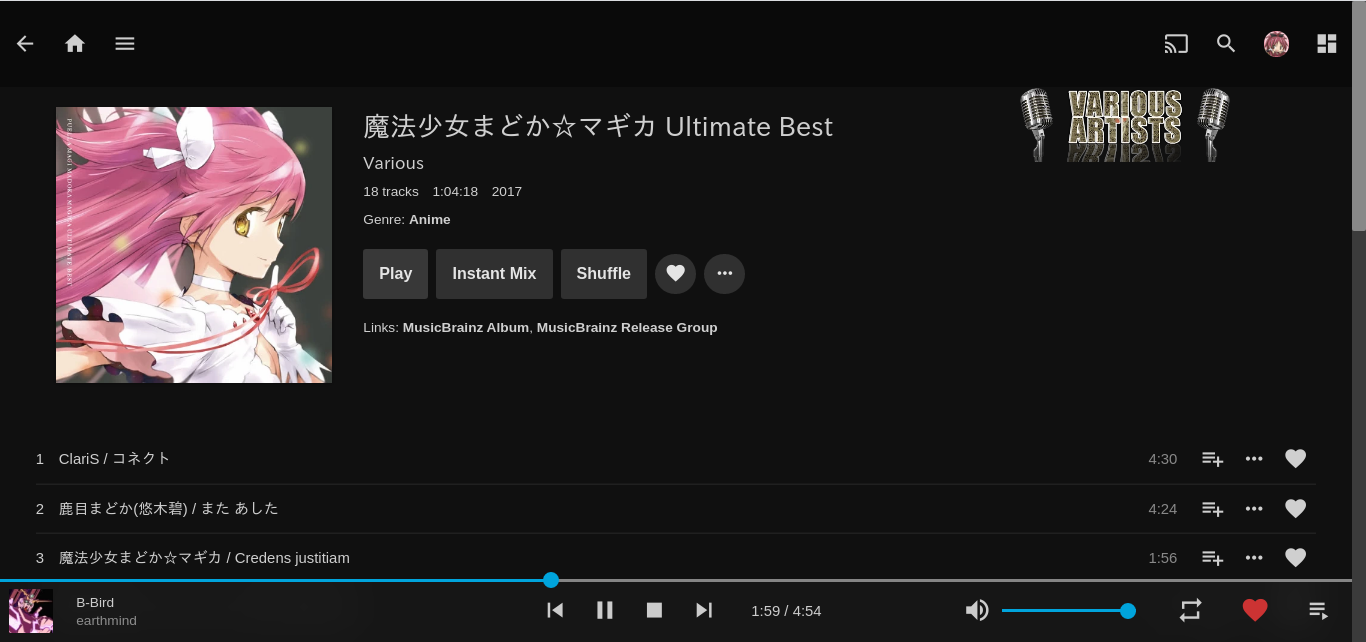 VARIOUS
ARTISTS
魔法少女まどか☆マギカ Ultimate Best
Various
18 tracks 1:04:18 2017
Genre: Anime
Play Instant Mix Shuffle
Links: MusicBrainz Album, MusicBrainz Release Group
1 ClariS / コネクト 4:30
2 鹿目まどか(悠木碧) / また あした 4:24
3 魔法少女まどか☆マギカ / Credens justitiam 1:56
B-Bird
earthmind
1:59 / 4:54